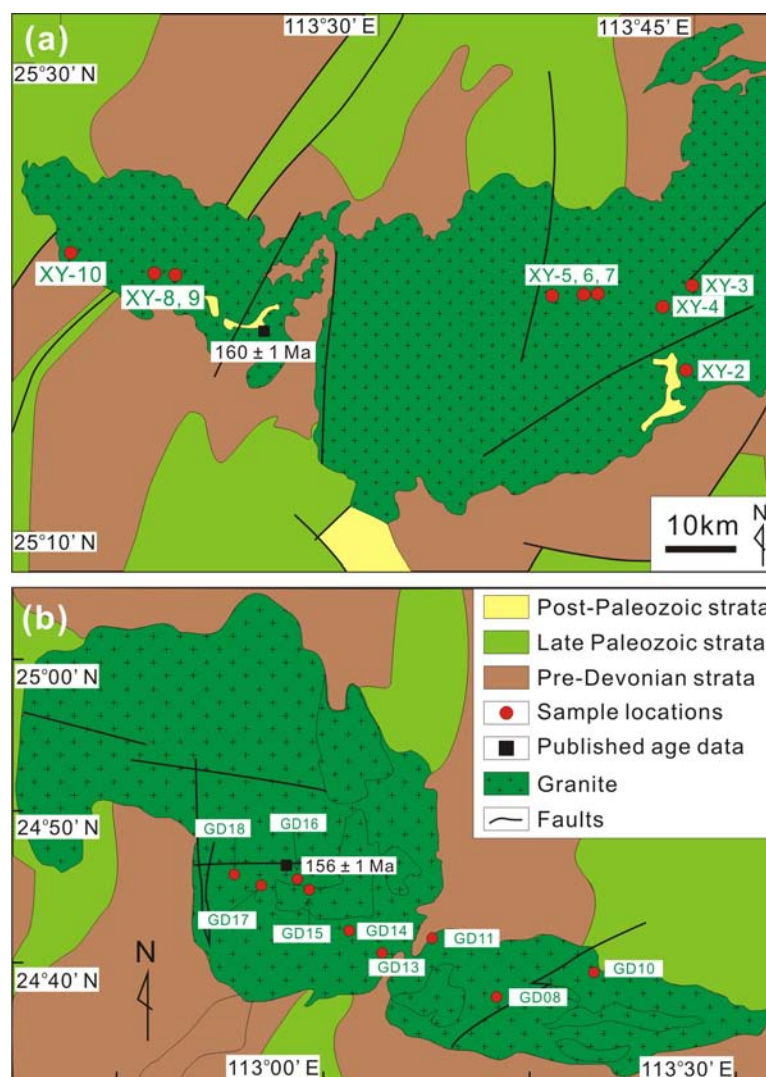 (a)
113°30' E
113°45' E
25°30' N
XY-10
XY-8, 9
160 ± 1 Ma
XY-5, 6, 7
XY-3
XY-4
XY-2
25°10' N
10km
N
(b)
Post-Paleozoic strata
Late Paleozoic strata
Pre-Devonian strata
Sample locations
Published age data
Granite
Faults
25°00' N
24°50' N
GD18
GD16
156 ± 1 Ma
GD17
GD15
GD14
GD11
GD13
GD10
GD08
24°40' N
N
113°00' E
113°30' E